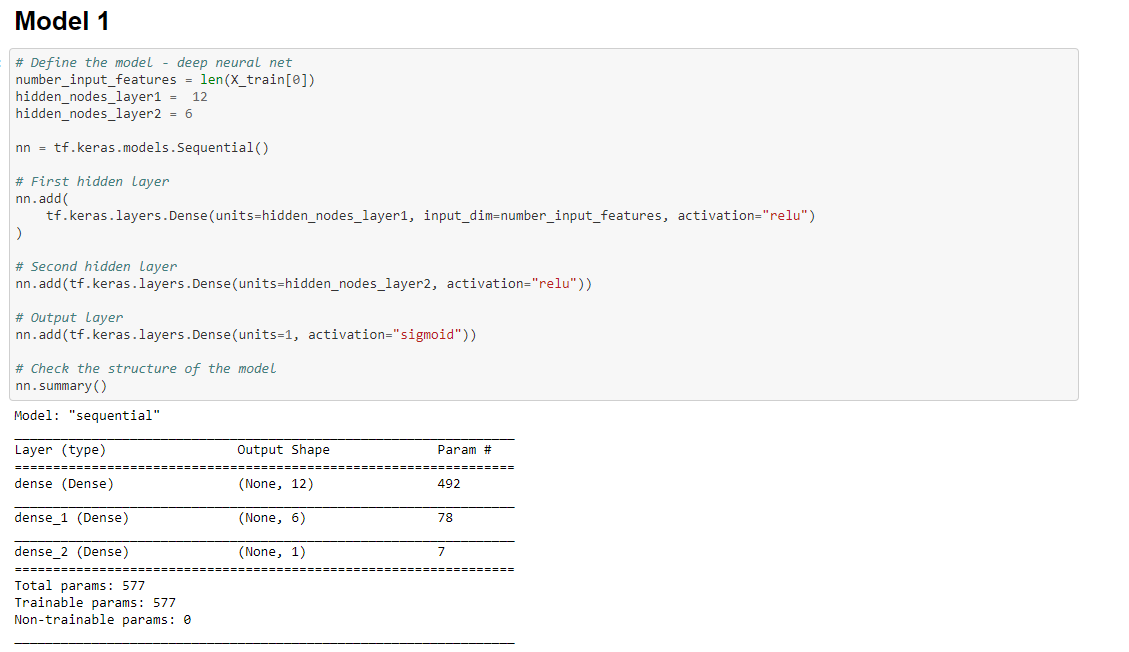 Model 1
# Define the model - deep neural net
number_input_features = len(X_train[0])
hidden_nodes_layer1 =  12
hidden_nodes_layer2 = 6

nn = tf.keras.models.Sequential()

# First hidden layer
nn.add(
    tf.keras.layers.Dense(units=hidden_nodes_layer1, input_dim=number_input_features, activation="relu")
)

# Second hidden layer
nn.add(tf.keras.layers.Dense(units=hidden_nodes_layer2, activation="relu"))

# Output layer
nn.add(tf.keras.layers.Dense(units=1, activation="sigmoid"))

# Check the structure of the model
nn.summary()
Model: "sequential"
_________________________________________________________________
Layer (type)                 Output Shape              Param #
=================================================================
dense (Dense)                (None, 12)                492
_________________________________________________________________
dense_1 (Dense)              (None, 6)                 78
_________________________________________________________________
dense_2 (Dense)              (None, 1)                 7
=================================================================
Total params: 577
Trainable params: 577
Non-trainable params: 0
_________________________________________________________________